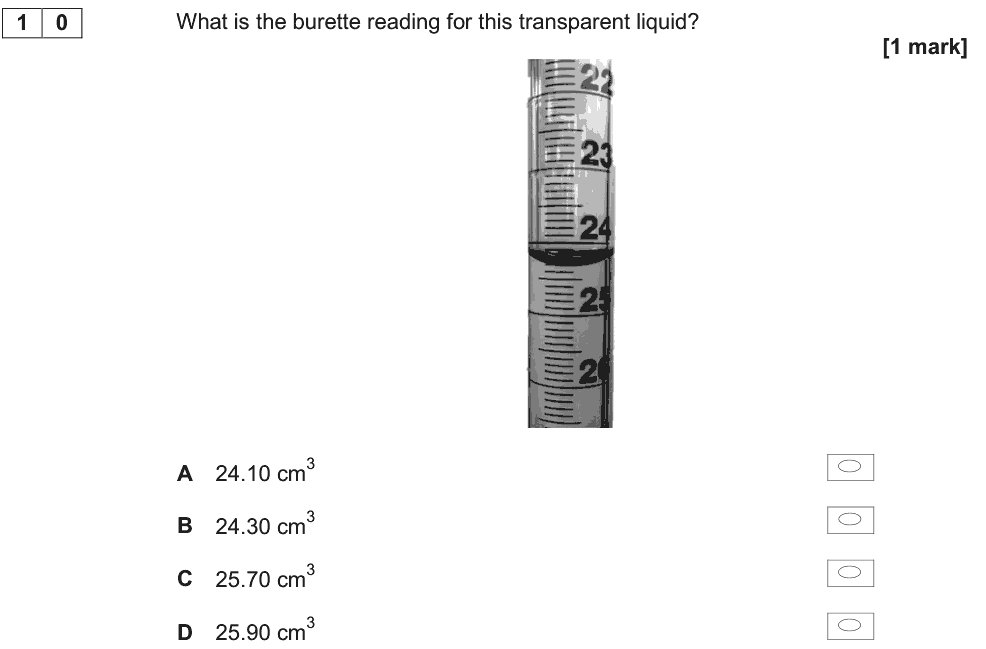 1 0
What is the burette reading for this transparent liquid?
[1 mark]
22
23
24
25
26
A 24.10 cm³
B 24.30 cm³
C 25.70 cm³
D 25.90 cm³